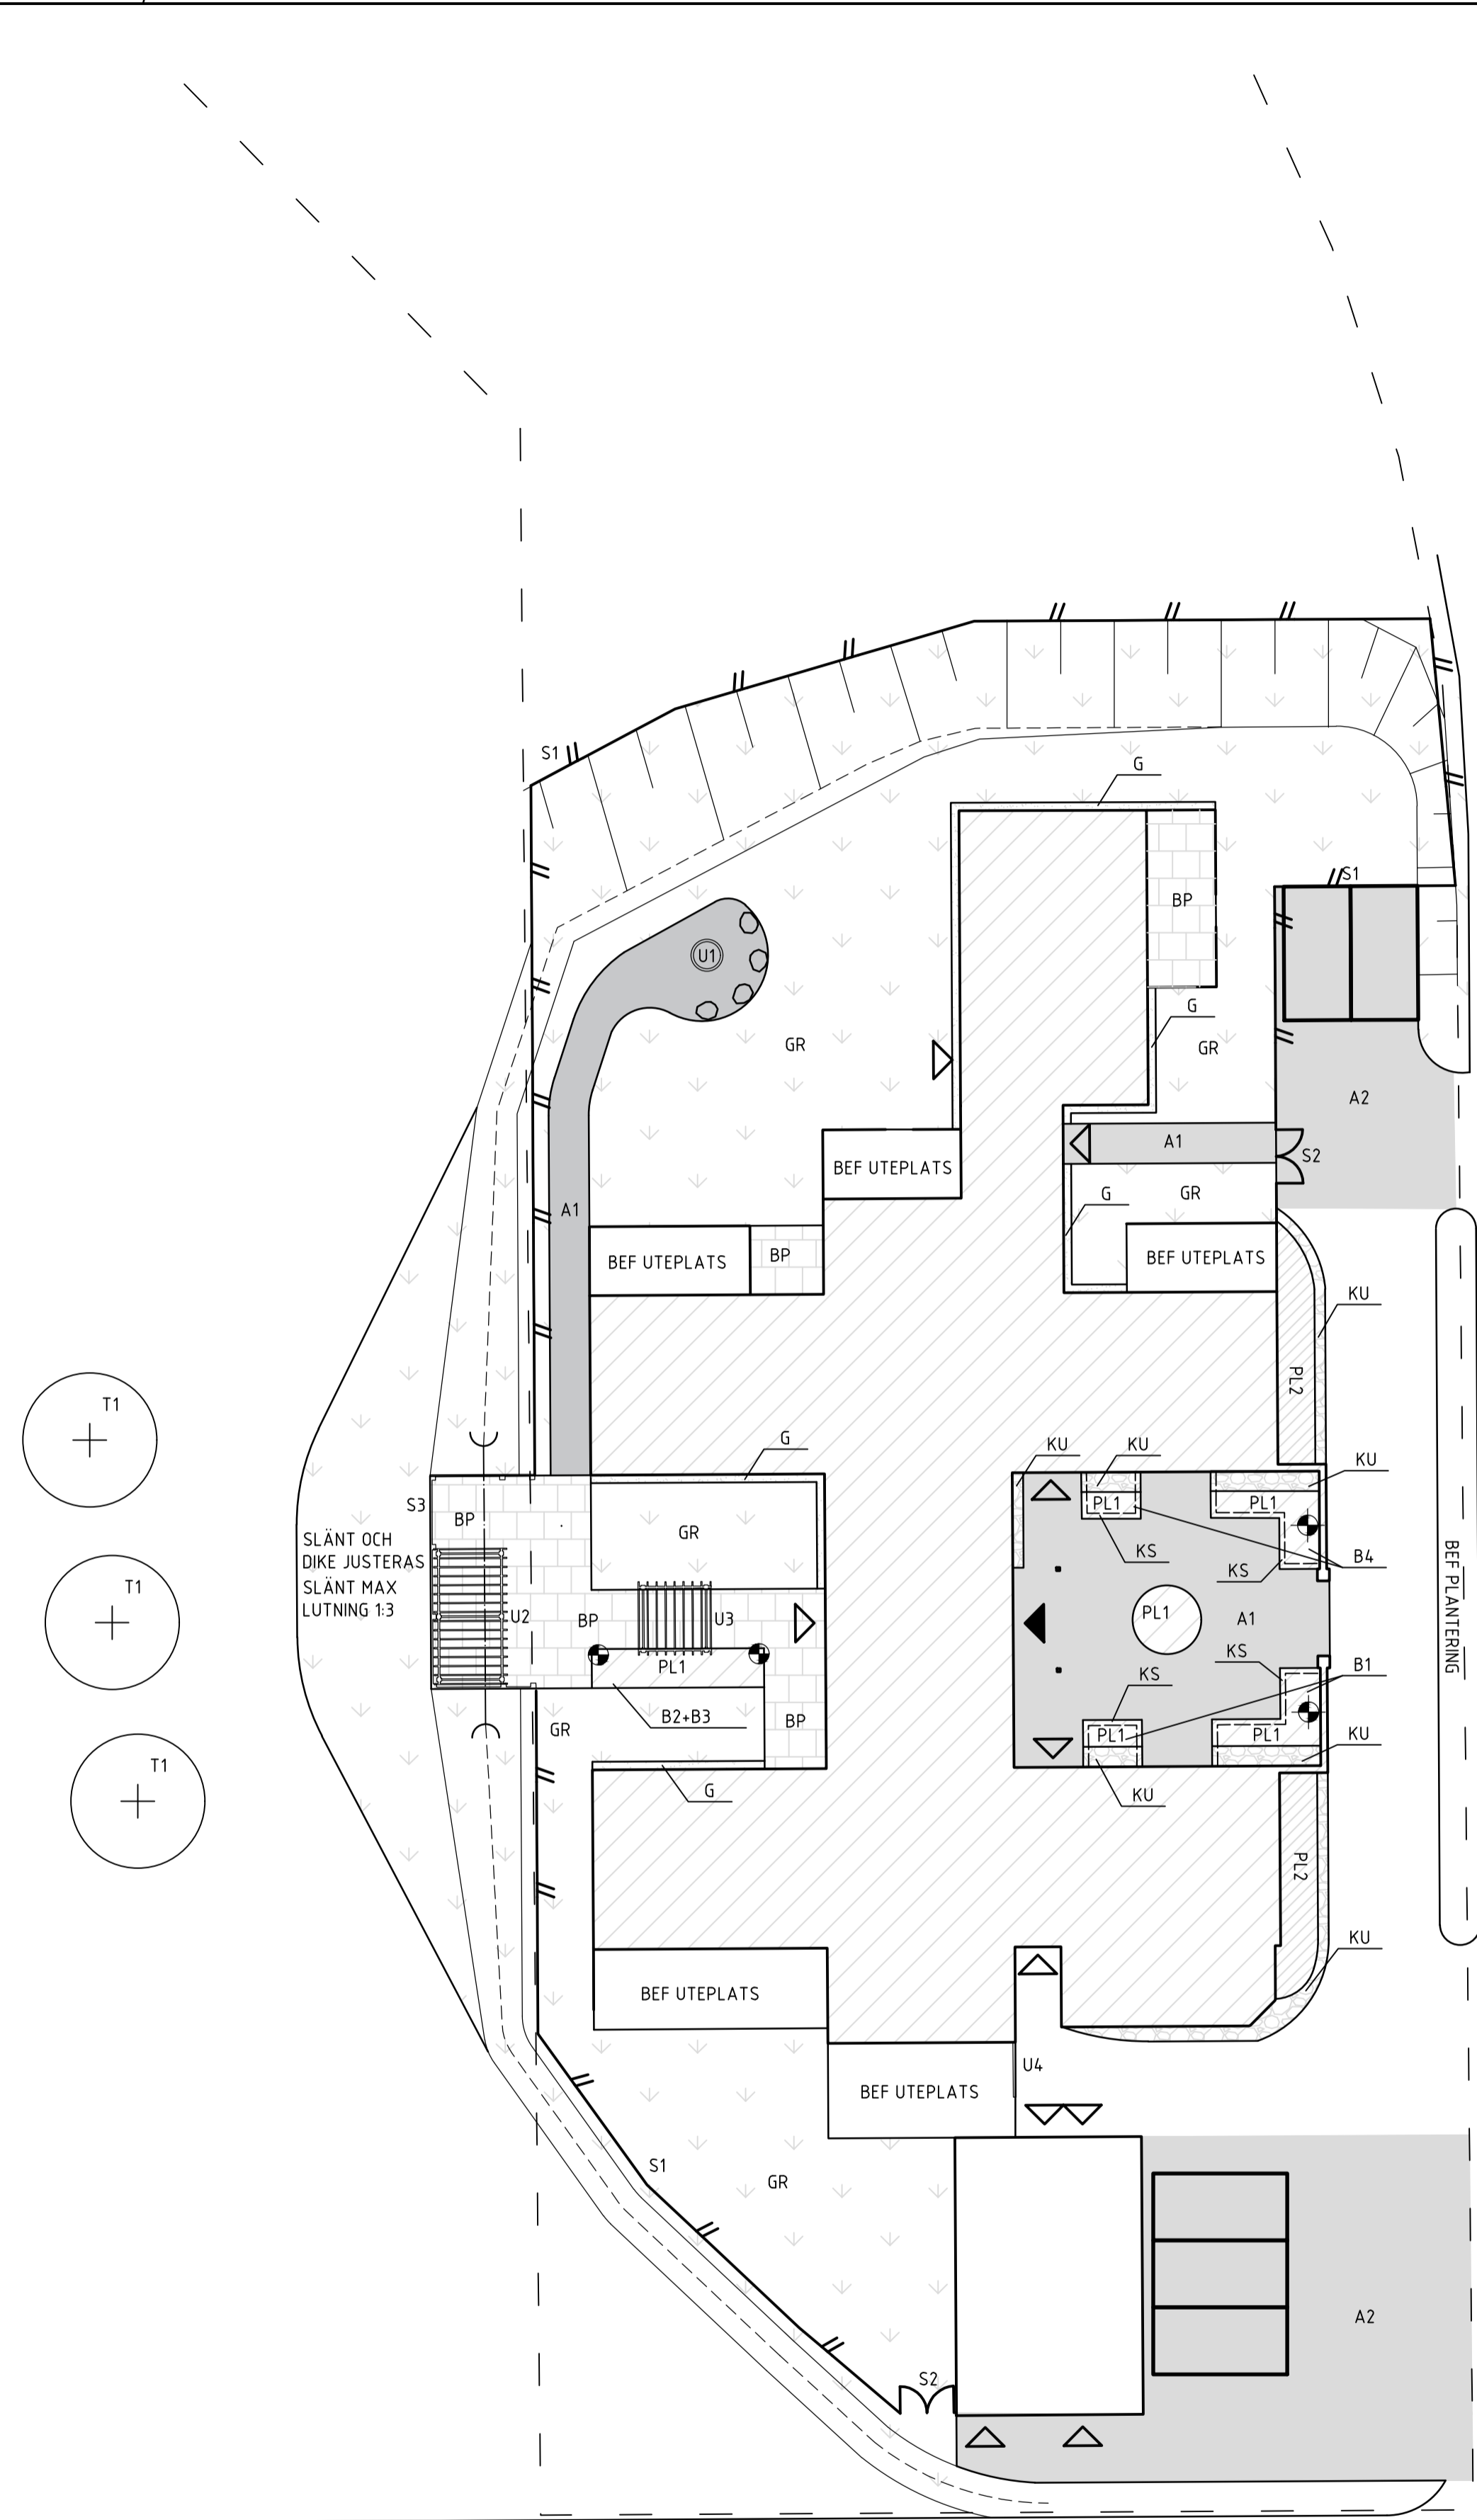 S1
G
S1
BP
U1
G
GR
GR
A2
A1
S2
BEF UTEPLATS
G
GR
A1
BEF UTEPLATS
BP
BEF UTEPLATS
KU
PL2
T1
G
KU
KU
KU
S3
BP
PL1
PL1
SLÄNT OCH
DIKE JUSTERAS
SLÄNT MAX
LUTNING 1:3
GR
KS
KS
B4
BEF PLANTERING
T1
U2
BP
U3
PL1
A1
KS
PL1
KS
B1
B2+B3
GR
BP
PL1
PL1
KU
T1
G
KU
PL2
KU
BEF UTEPLATS
U4
BEF UTEPLATS
S1
GR
A2
S2